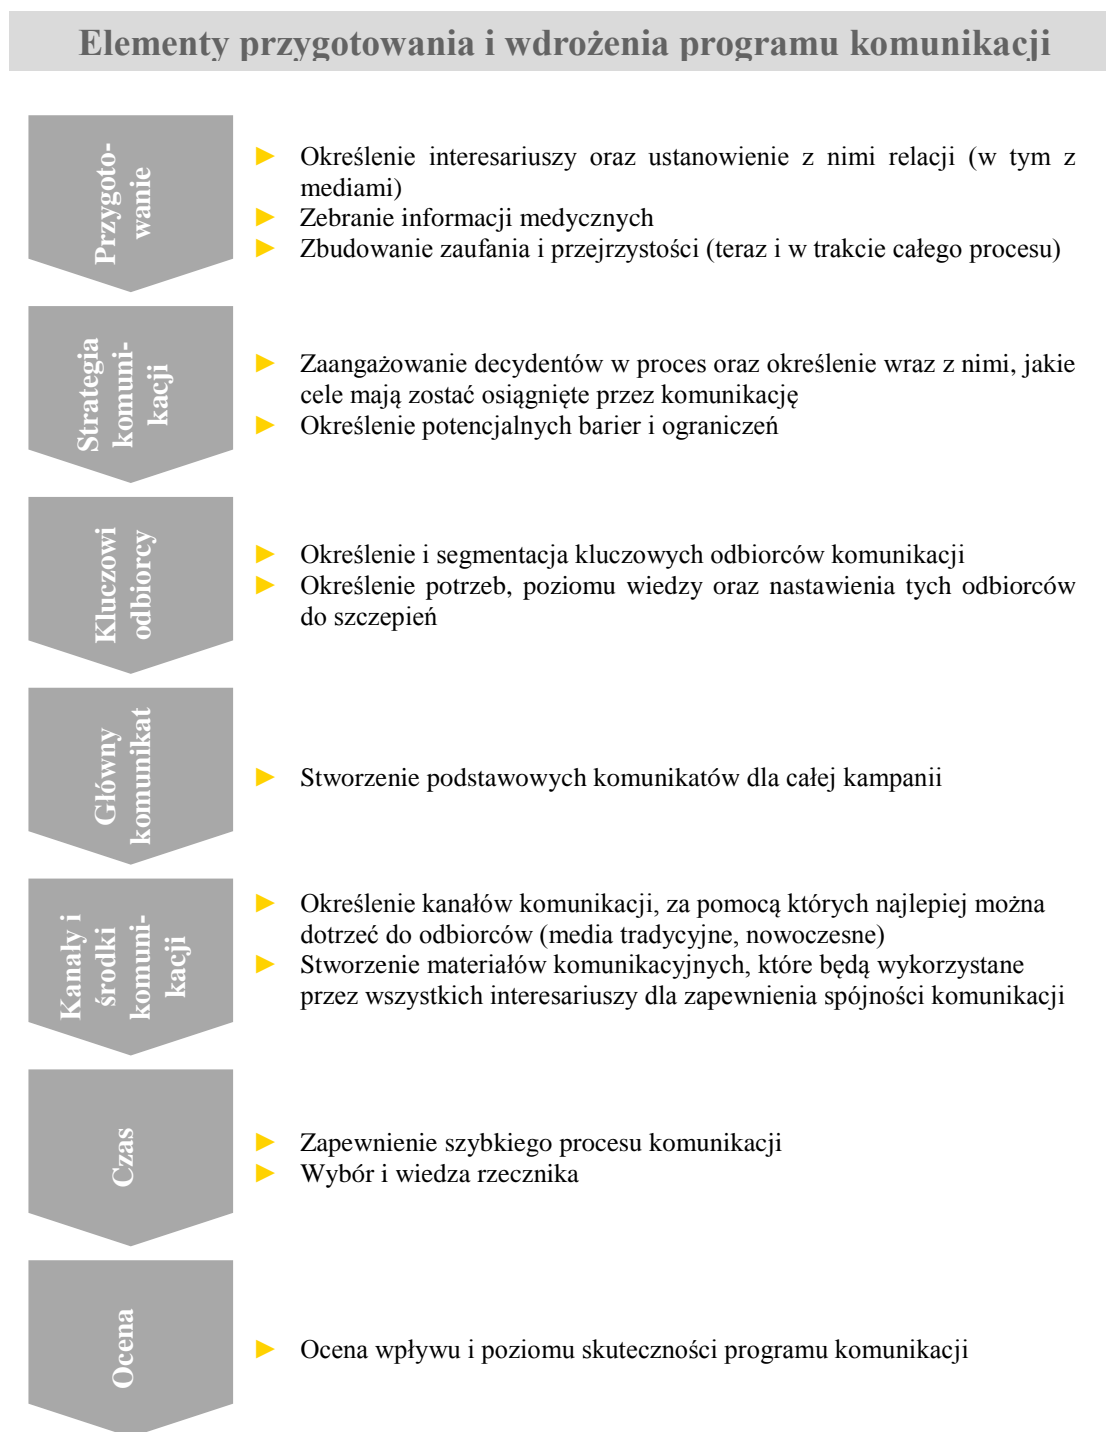 Elementy przygotowania i wdrożenia programu komunikacji
Przygoto-
wanie
► Określenie interesariuszy oraz ustanowienie z nimi relacji (w tym z
mediami)
► Zebranie informacji medycznych
► Zbudowanie zaufania i przejrzystości (teraz i w trakcie całego procesu)
Strategia
komuni-
kacji
► Zaangażowanie decydentów w proces oraz określenie wraz z nimi, jakie
cele mają zostać osiągnięte przez komunikację
► Określenie potencjalnych barier i ograniczeń
Kluczowi
odbiorcy
► Określenie i segmentacja kluczowych odbiorców komunikacji
► Określenie potrzeb, poziomu wiedzy oraz nastawienia tych odbiorców
do szczepień
Główny
komunikat
► Stworzenie podstawowych komunikatów dla całej kampanii
Kanały i
środki
komuni-
kacji
► Określenie kanałów komunikacji, za pomocą których najlepiej można
dotrzeć do odbiorców (media tradycyjne, nowoczesne)
► Stworzenie materiałów komunikacyjnych, które będą wykorzystane
przez wszystkich interesariuszy dla zapewnienia spójności komunikacji
Czas
► Zapewnienie szybkiego procesu komunikacji
► Wybór i wiedza rzecznika
Ocena
► Ocena wpływu i poziomu skuteczności programu komunikacji